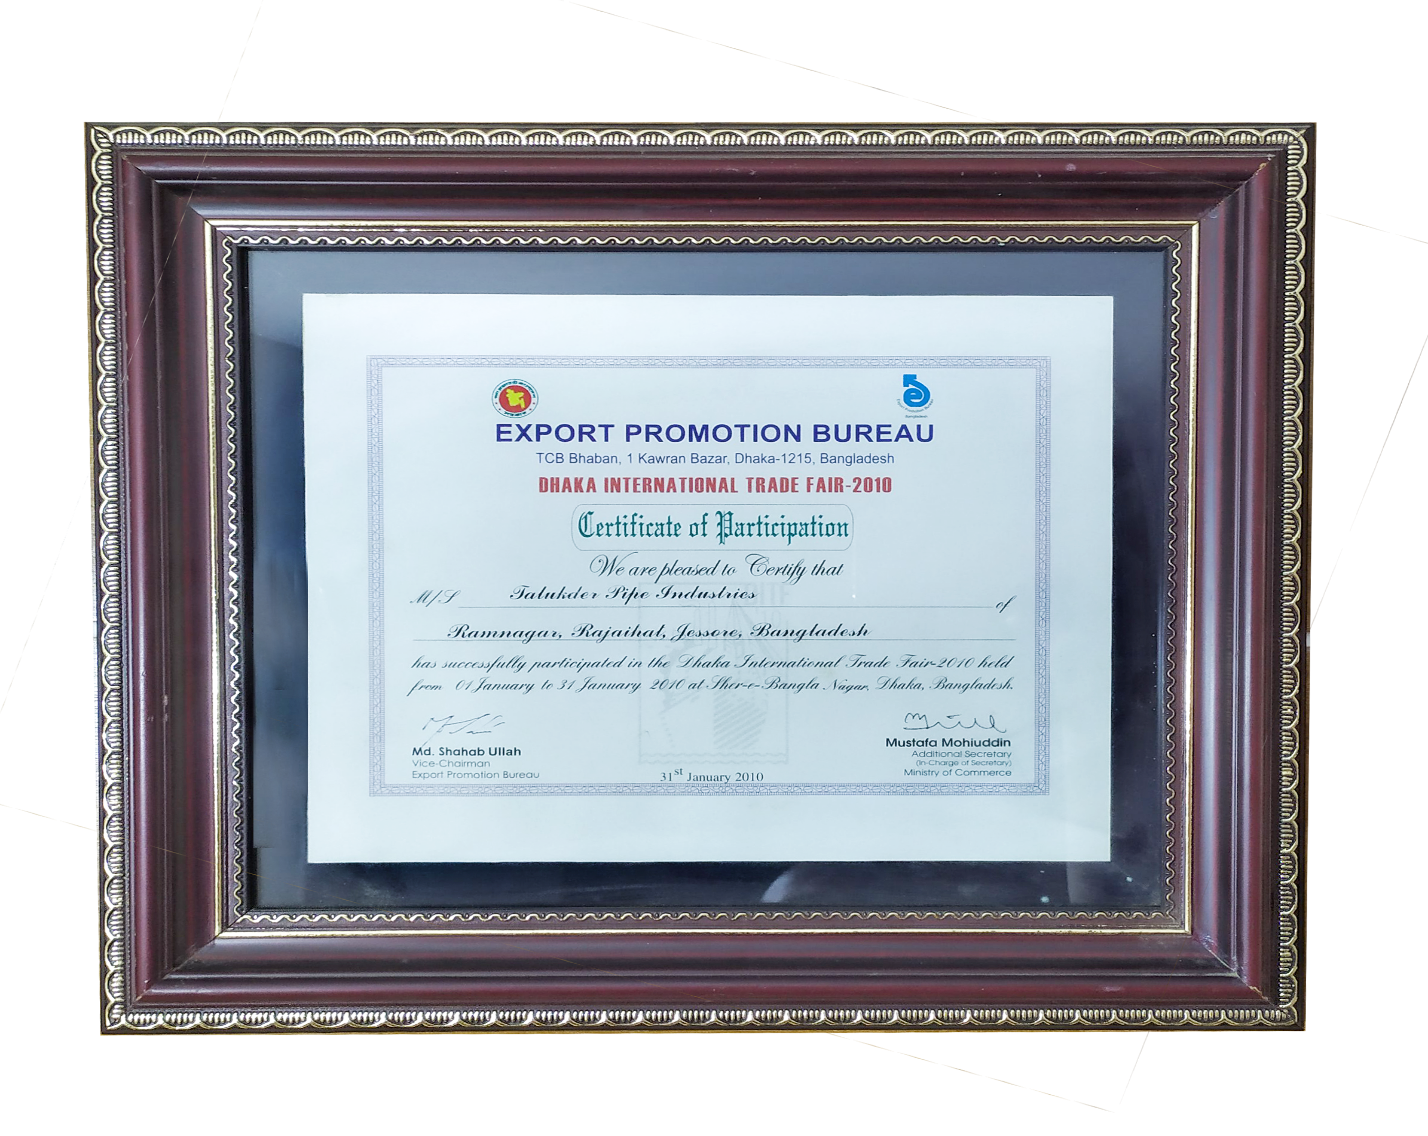 EXPORT PROMOTION BUREAU
TCB Bhaban, 1 Kawran Bazar, Dhaka-1215, Bangladesh
DHAKA INTERNATIONAL TRADE FAIR-2010
Certificate of Participation
We are pleased to Certify that
M/S Talukder Pipe Industries of
Ramnagar, Rajaihat, Jessore, Bangladesh
has successfully participated in the Dhaka International Trade Fair-2010 held
from 01 January to 31 January 2010 at Sher-e-Bangla Nagar, Dhaka, Bangladesh.
Md. Shahab Ullah
Vice-Chairman
Export Promotion Bureau
31st January 2010
Mustafa Mohiuddin
Additional Secretary
(In-Charge of Secretary)
Ministry of Commerce